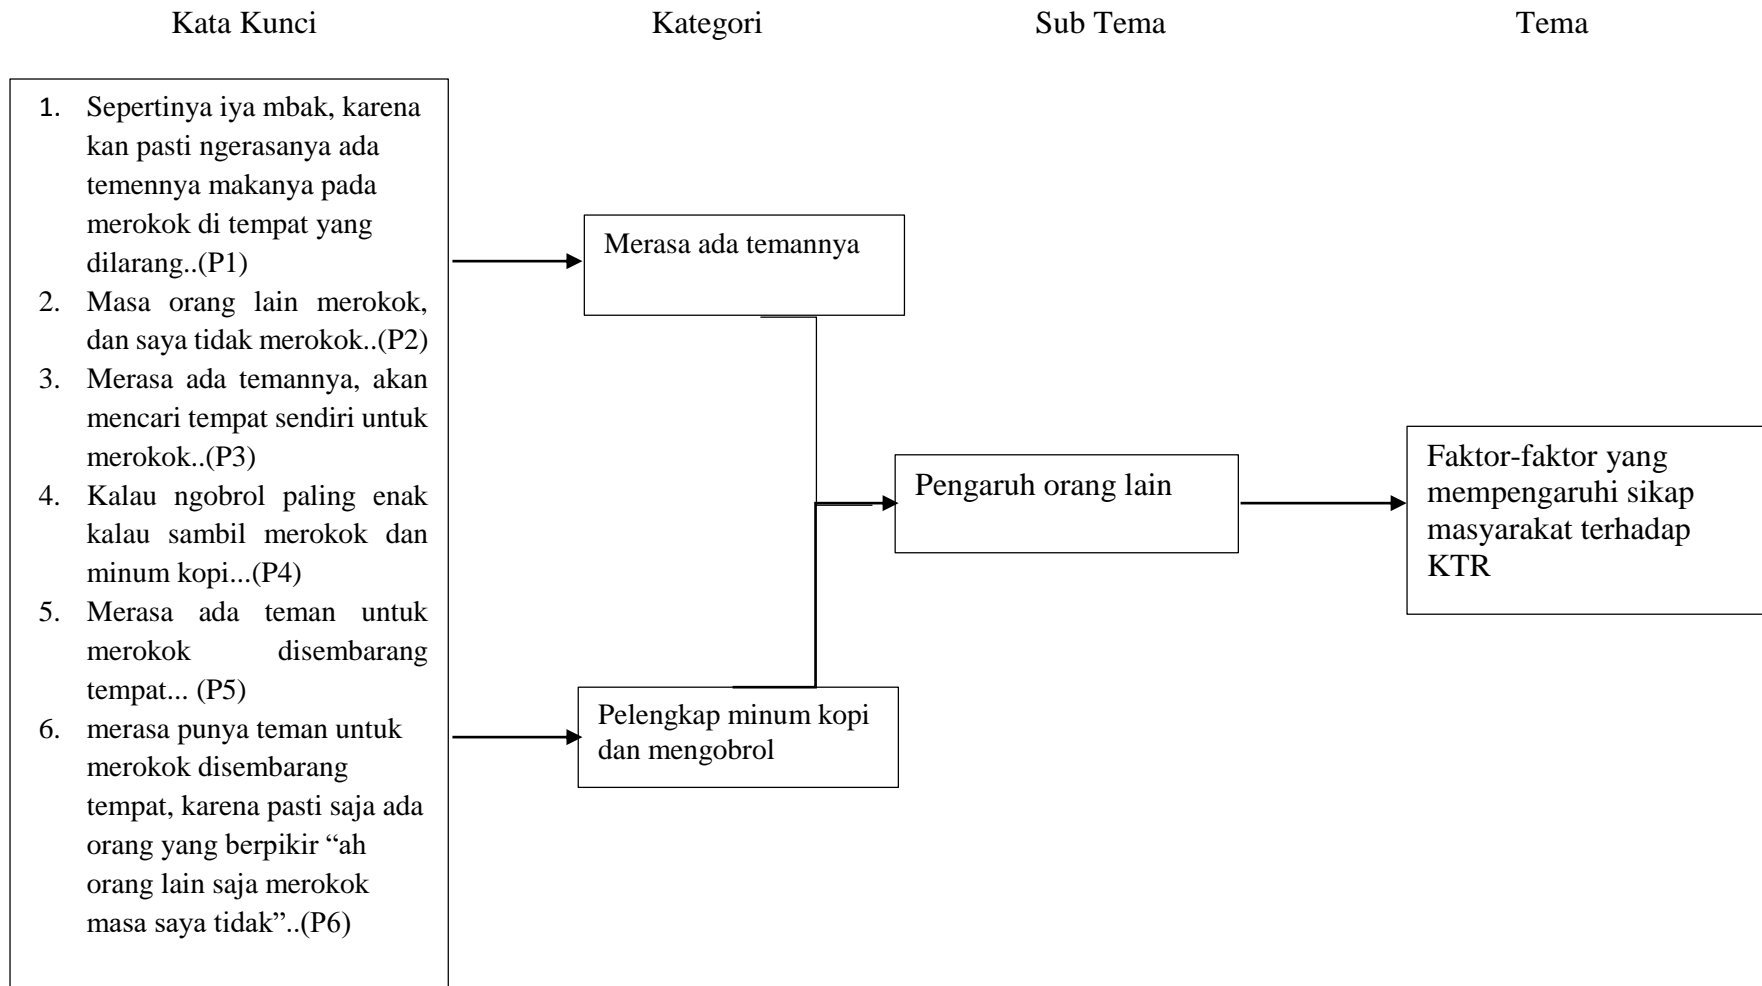 Kata Kunci Kategori Sub Tema Tema
1. Sepertinya iya mbak, karena
kan pasti ngerasanya ada
temennya makanya pada
merokok di tempat yang
dilarang..(P1)
2. Masa orang lain merokok,
dan saya tidak merokok..(P2)
3. Merasa ada temannya, akan
mencari tempat sendiri untuk
merokok..(P3)
4. Kalau ngobrol paling enak
kalau sambil merokok dan
minum kopi...(P4)
5. Merasa ada teman untuk
merokok disembarang
tempat... (P5)
6. merasa punya teman untuk
merokok disembarang
tempat, karena pasti saja ada
orang yang berpikir “ah
orang lain saja merokok
masa saya tidak”..(P6)
Merasa ada temannya
Pelengkap minum kopi
dan mengobrol
Pengaruh orang lain
Faktor-faktor yang
mempengaruhi sikap
masyarakat terhadap
KTR